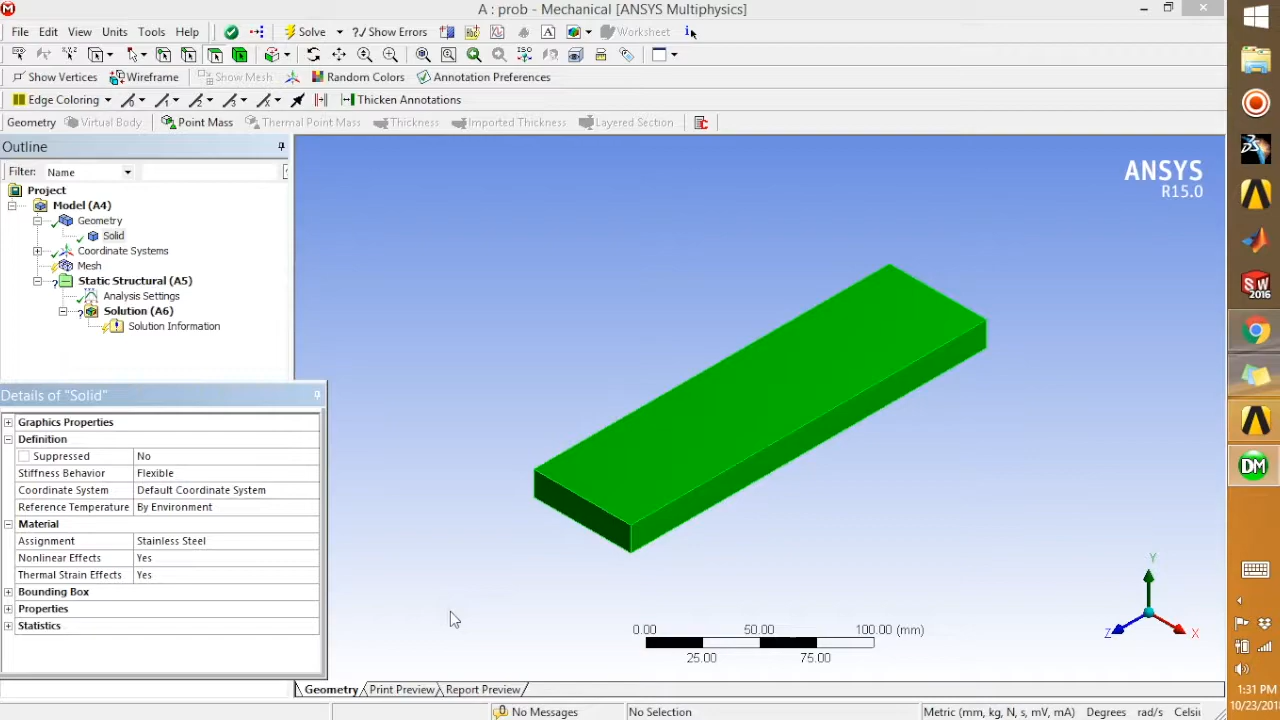 A : prob - Mechanical [ANSYS Multiphysics]
File Edit View Units Tools Help Solve ?/ Show Errors Worksheet
Show Vertices Wireframe Show Mesh Random Colors Annotation Preferences
Edge Coloring Thicken Annotations
Geometry Virtual Body Point Mass Thermal Point Mass Thickness Imported Thickness Layered Section
Outline
Filter: Name
Project
Model (A4)
Geometry
Solid
Coordinate Systems
Mesh
Static Structural (A5)
Analysis Settings
Solution (A6)
Solution Information
Details of "Solid"
Graphics Properties
Definition
Suppressed No
Stiffness Behavior Flexible
Coordinate System Default Coordinate System
Reference Temperature By Environment
Material
Assignment Stainless Steel
Nonlinear Effects Yes
Thermal Strain Effects Yes
Bounding Box
Properties
Statistics
ANSYS
R15.0
Y
Z
X
0.00 50.00 100.00 (mm)
25.00 75.00
Geometry Print Preview Report Preview
No Messages No Selection Metric (mm, kg, N, s, mV, mA) Degrees rad/s Celsi
SW
2016
DM
1:31 PM